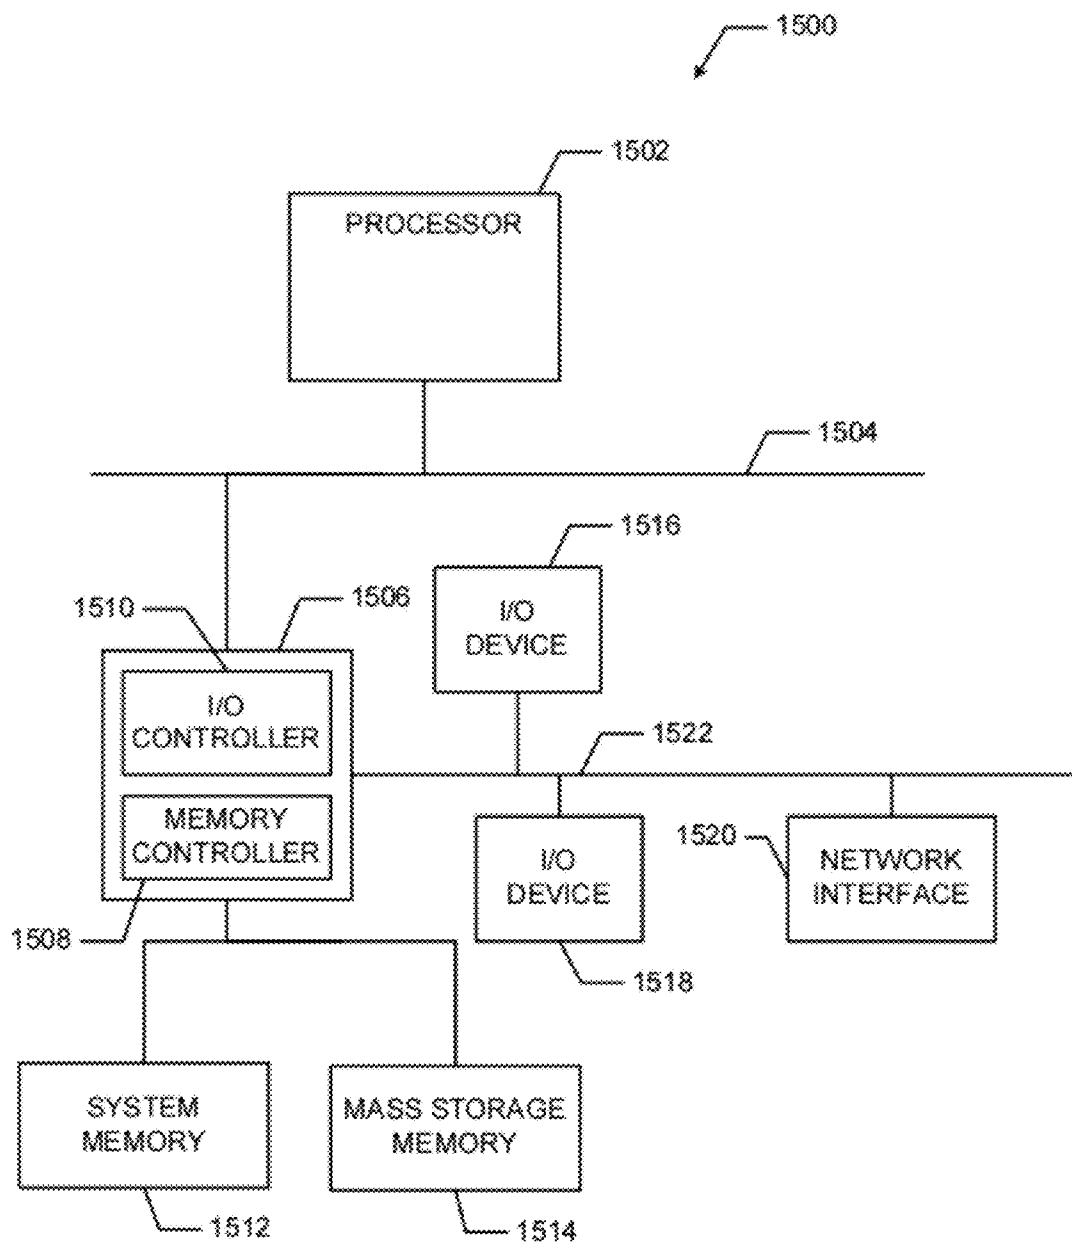 1500
1502
PROCESSOR
1504
1516
1510
1506
I/O
DEVICE
I/O
CONTROLLER
1522
MEMORY
CONTROLLER
1520
I/O
DEVICE
NETWORK
INTERFACE
1508
1518
SYSTEM
MEMORY
MASS STORAGE
MEMORY
1512
1514